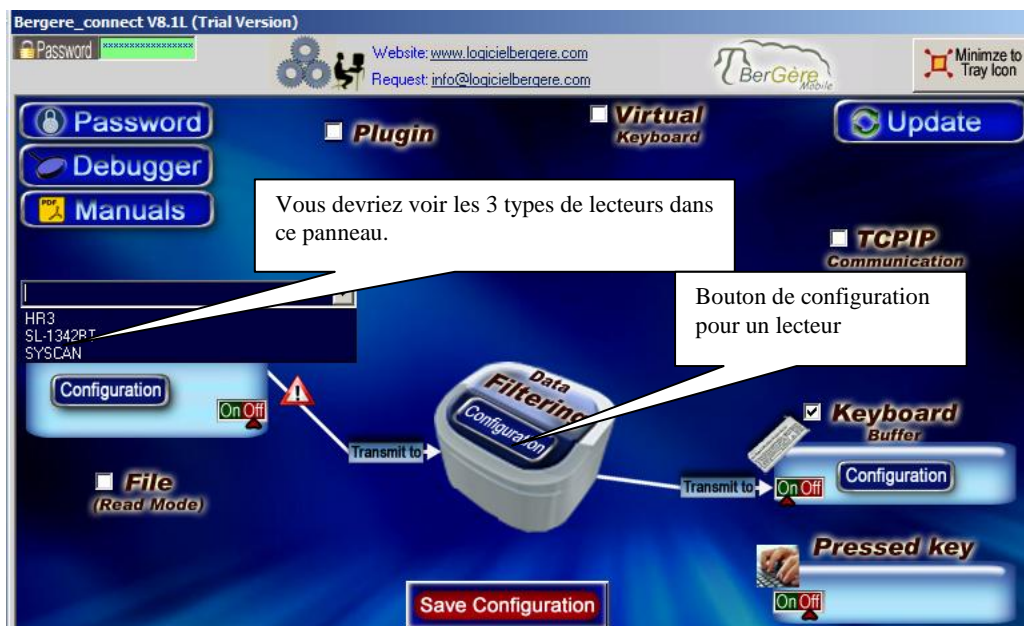 Bergere_connect V8.1L (Trial Version)
Password ******************
Website: www.logicielbergere.com
Request: info@logicielbergere.com
BerGère
Mobile
Minimze to
Tray Icon
Password
Debugger
Manuals
PDF
Plugin
Virtual
Keyboard
Update
Vous devriez voir les 3 types de lecteurs dans
ce panneau.
TCPIP
Communication
Bouton de configuration
pour un lecteur
HR3
SL-1342BT
SYSCAN
Configuration
On Off
Data
Filtering
Configuration
Transmit to
Keyboard
Buffer
Transmit to
On Off
Configuration
File
(Read Mode)
Pressed key
On Off
Save Configuration